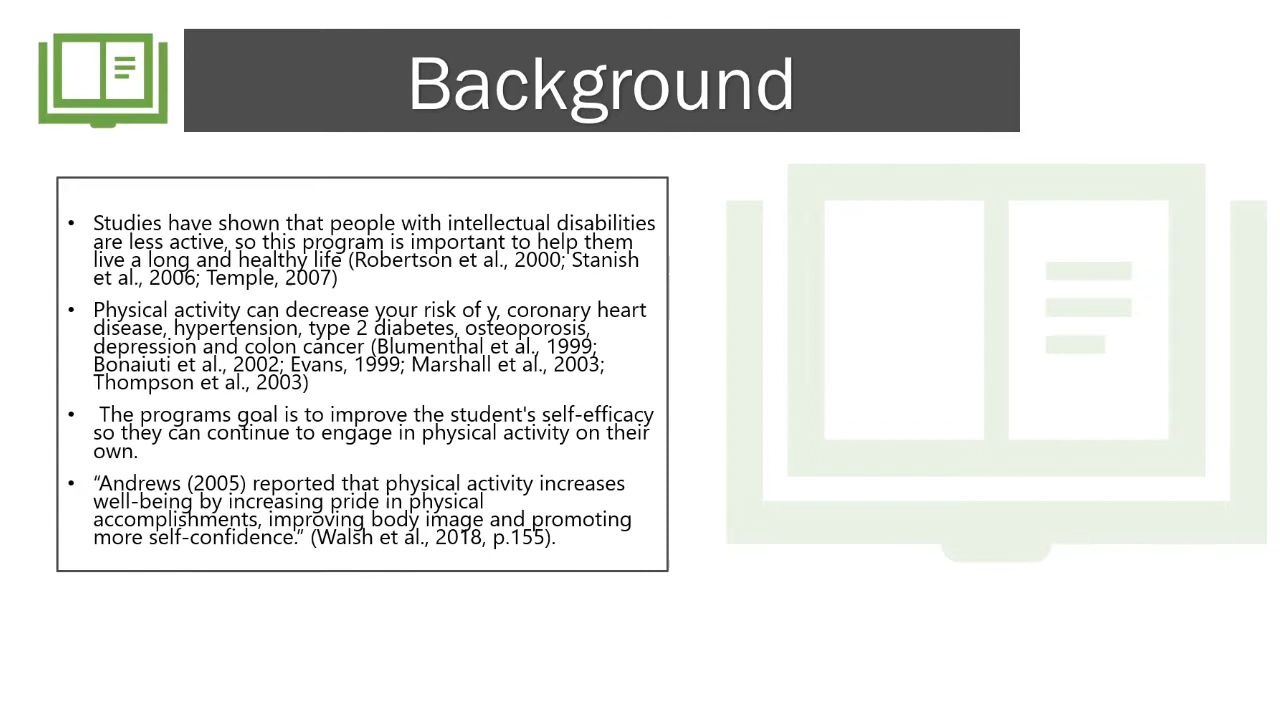 Background
• Studies have shown that people with intellectual disabilities
are less active, so this program is important to help them
live a long and healthy life (Robertson et al., 2000; Stanish
et al., 2006; Temple, 2007)
• Physical activity can decrease your risk of y, coronary heart
disease, hypertension, type 2 diabetes, osteoporosis,
depression and colon cancer (Blumenthal et al., 1999;
Bonaiuti et al., 2002; Evans, 1999; Marshall et al., 2003;
Thompson et al., 2003)
• The programs goal is to improve the student's self-efficacy
so they can continue to engage in physical activity on their
own.
• “Andrews (2005) reported that physical activity increases
well-being by increasing pride in physical
accomplishments, improving body image and promoting
more self-confidence.” (Walsh et al., 2018, p.155).